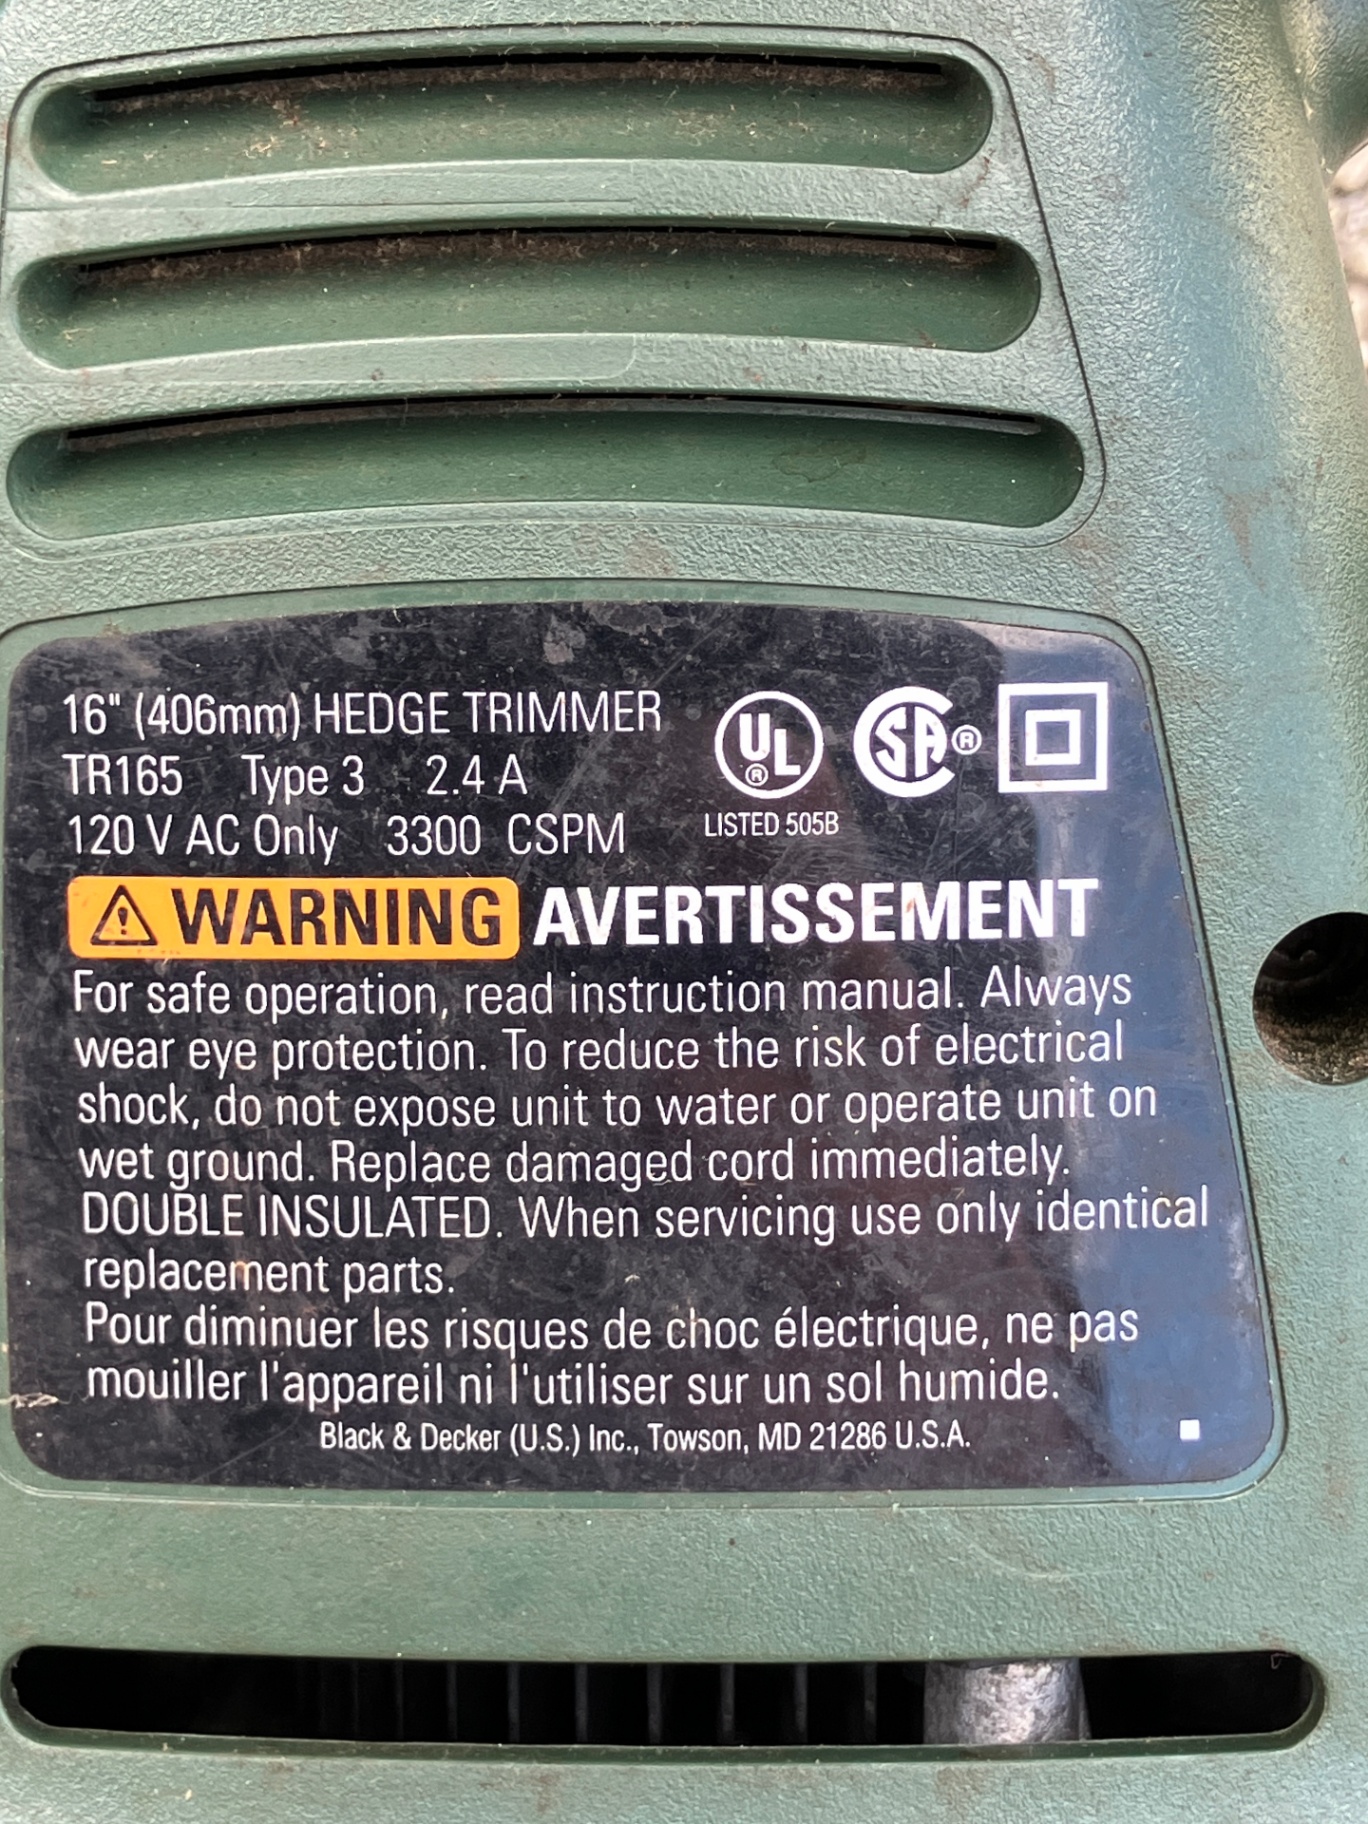 16" (406mm) HEDGE TRIMMER
TR165 Type 3 2.4 A
120 V AC Only 3300 CSPM
UL ®
LISTED 505B
SA ®
WARNING AVERTISSEMENT
For safe operation, read instruction manual. Always
wear eye protection. To reduce the risk of electrical
shock, do not expose unit to water or operate unit on
wet ground. Replace damaged cord immediately.
DOUBLE INSULATED. When servicing use only identical
replacement parts.
Pour diminuer les risques de choc électrique, ne pas
mouiller l'appareil ni l'utiliser sur un sol humide.
Black & Decker (U.S.) Inc., Towson, MD 21286 U.S.A.